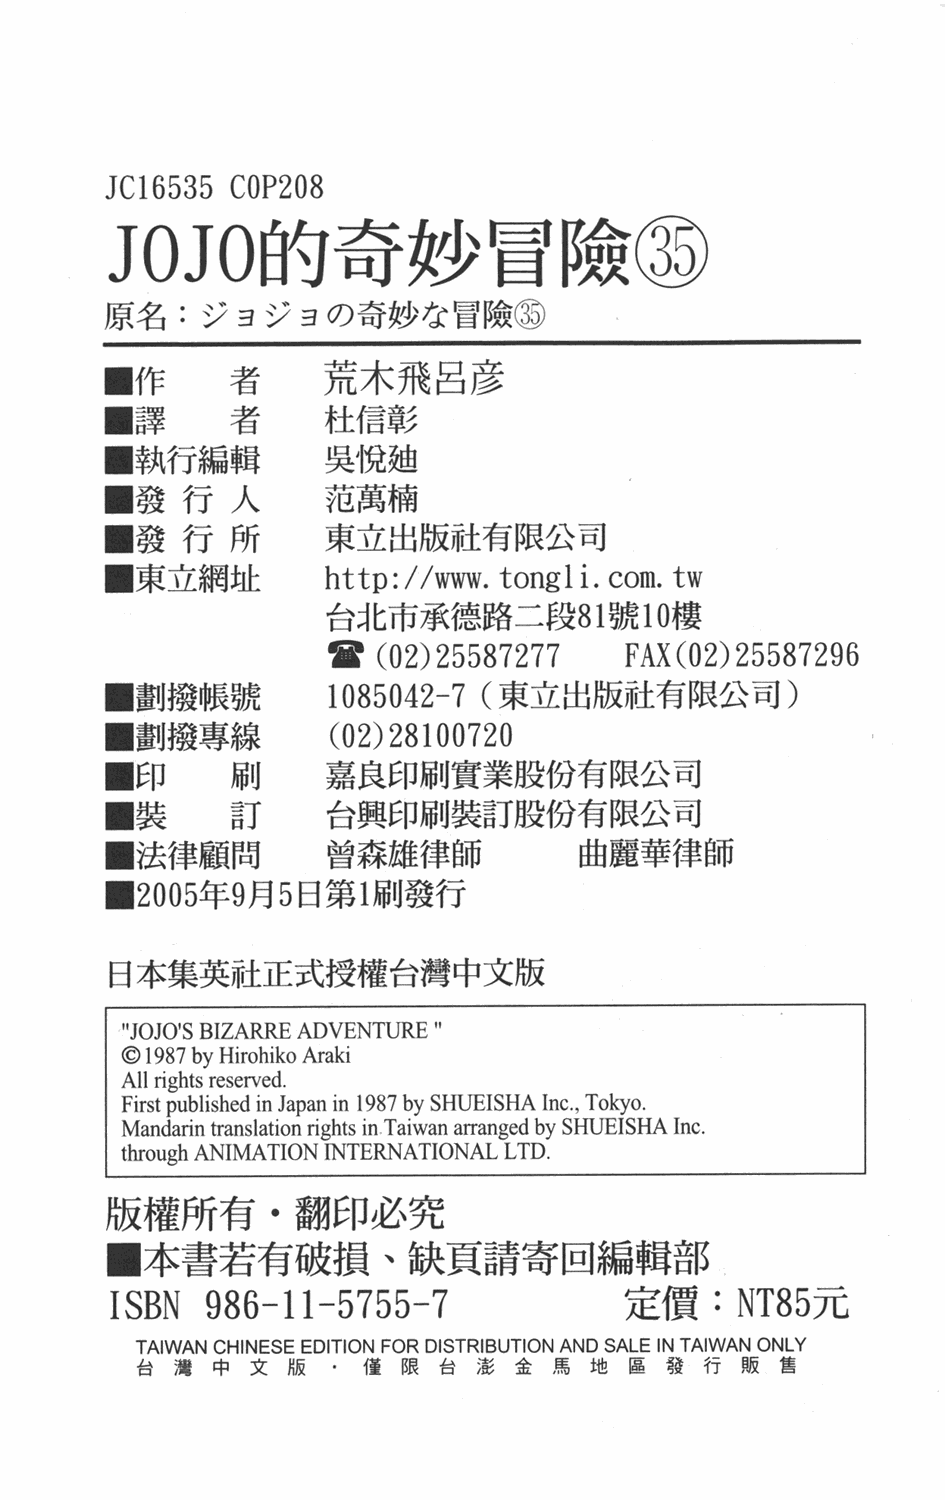 JC16535 C0P208
JOJO的奇妙冒險㉟
原名：ジョジョの奇妙な冒險㉟
■作　者　荒木飛呂彦
■譯　者　杜信彰
■執行編輯　吳悅廸
■發行人　范萬楠
■發行所　東立出版社有限公司
■東立網址　http://www.tongli.com.tw
台北市承德路二段81號10樓
☎(02)25587277　FAX(02)25587296
■劃撥帳號　1085042-7（東立出版社有限公司）
■劃撥專線　(02)28100720
■印　刷　嘉良印刷實業股份有限公司
■裝　訂　台興印刷裝訂股份有限公司
■法律顧問　曾森雄律師　曲麗華律師
■2005年9月5日第1刷發行
日本集英社正式授權台灣中文版
"JOJO'S BIZARRE ADVENTURE "
©1987 by Hirohiko Araki
All rights reserved.
First published in Japan in 1987 by SHUEISHA Inc., Tokyo.
Mandarin translation rights in Taiwan arranged by SHUEISHA Inc.
through ANIMATION INTERNATIONAL LTD.
版權所有・翻印必究
■本書若有破損、缺頁請寄回編輯部
ISBN 986-11-5755-7　定價：NT85元
TAIWAN CHINESE EDITION FOR DISTRIBUTION AND SALE IN TAIWAN ONLY
台灣中文版・僅限台澎金馬地區發行販售